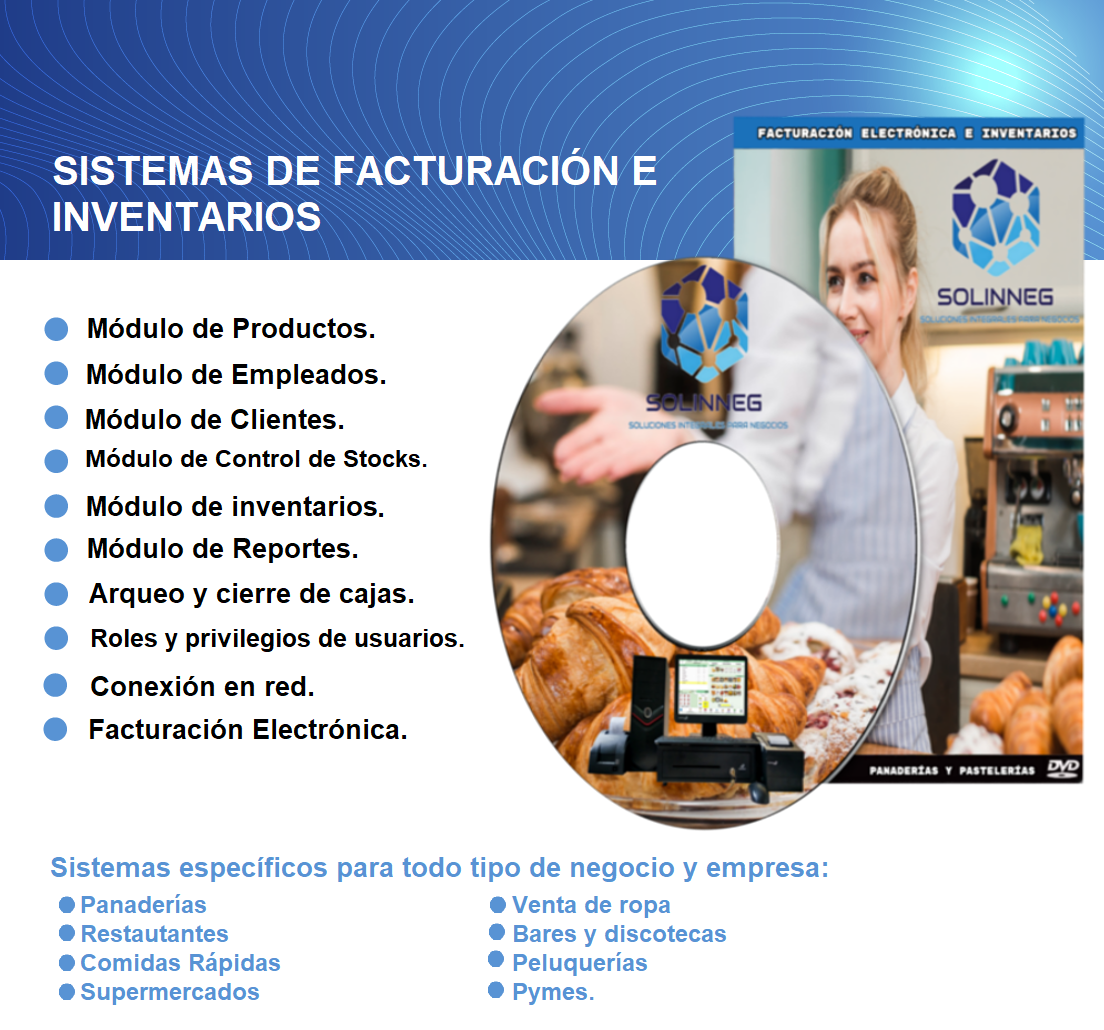 FACTURACIÓN ELECTRÓNICA E INVENTARIOS
SISTEMAS DE FACTURACIÓN E
INVENTARIOS
SOLINNEG
SOLUCIONES INTEGRALES PARA NEGOCIOS
SOLINNEG
SOLUCIONES INTEGRALES PARA NEGOCIOS
Módulo de Productos.
Módulo de Empleados.
Módulo de Clientes.
Módulo de Control de Stocks.
Módulo de inventarios.
Módulo de Reportes.
Arqueo y cierre de cajas.
Roles y privilegios de usuarios.
Conexión en red.
Facturación Electrónica.
PANADERÍAS Y PASTELERÍAS DVD
Sistemas específicos para todo tipo de negocio y empresa:
Panaderías
Restautantes
Comidas Rápidas
Supermercados
Venta de ropa
Bares y discotecas
Peluquerías
Pymes.